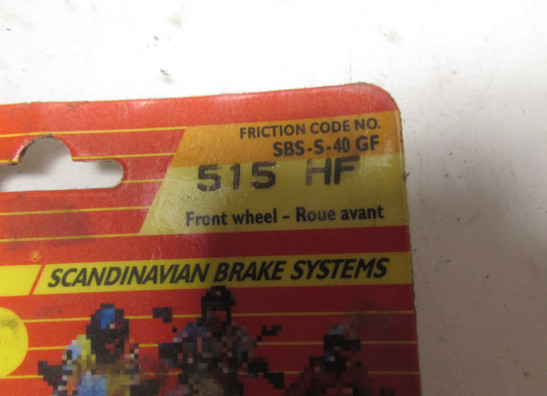 FRICTION CODE NO.
SBS-S-40 GF
515 HF
Front wheel - Roue avant
®
SCANDINAVIAN BRAKE SYSTEMS